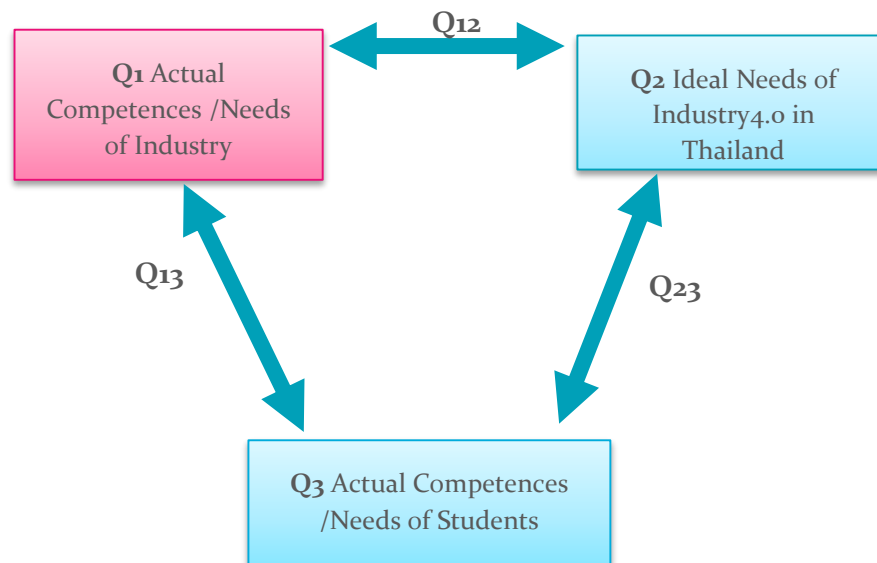 Q12
Q1 Actual
Competences /Needs
of Industry
Q2 Ideal Needs of
Industry4.0 in
Thailand
Q13
Q23
Q3 Actual Competences
/Needs of Students